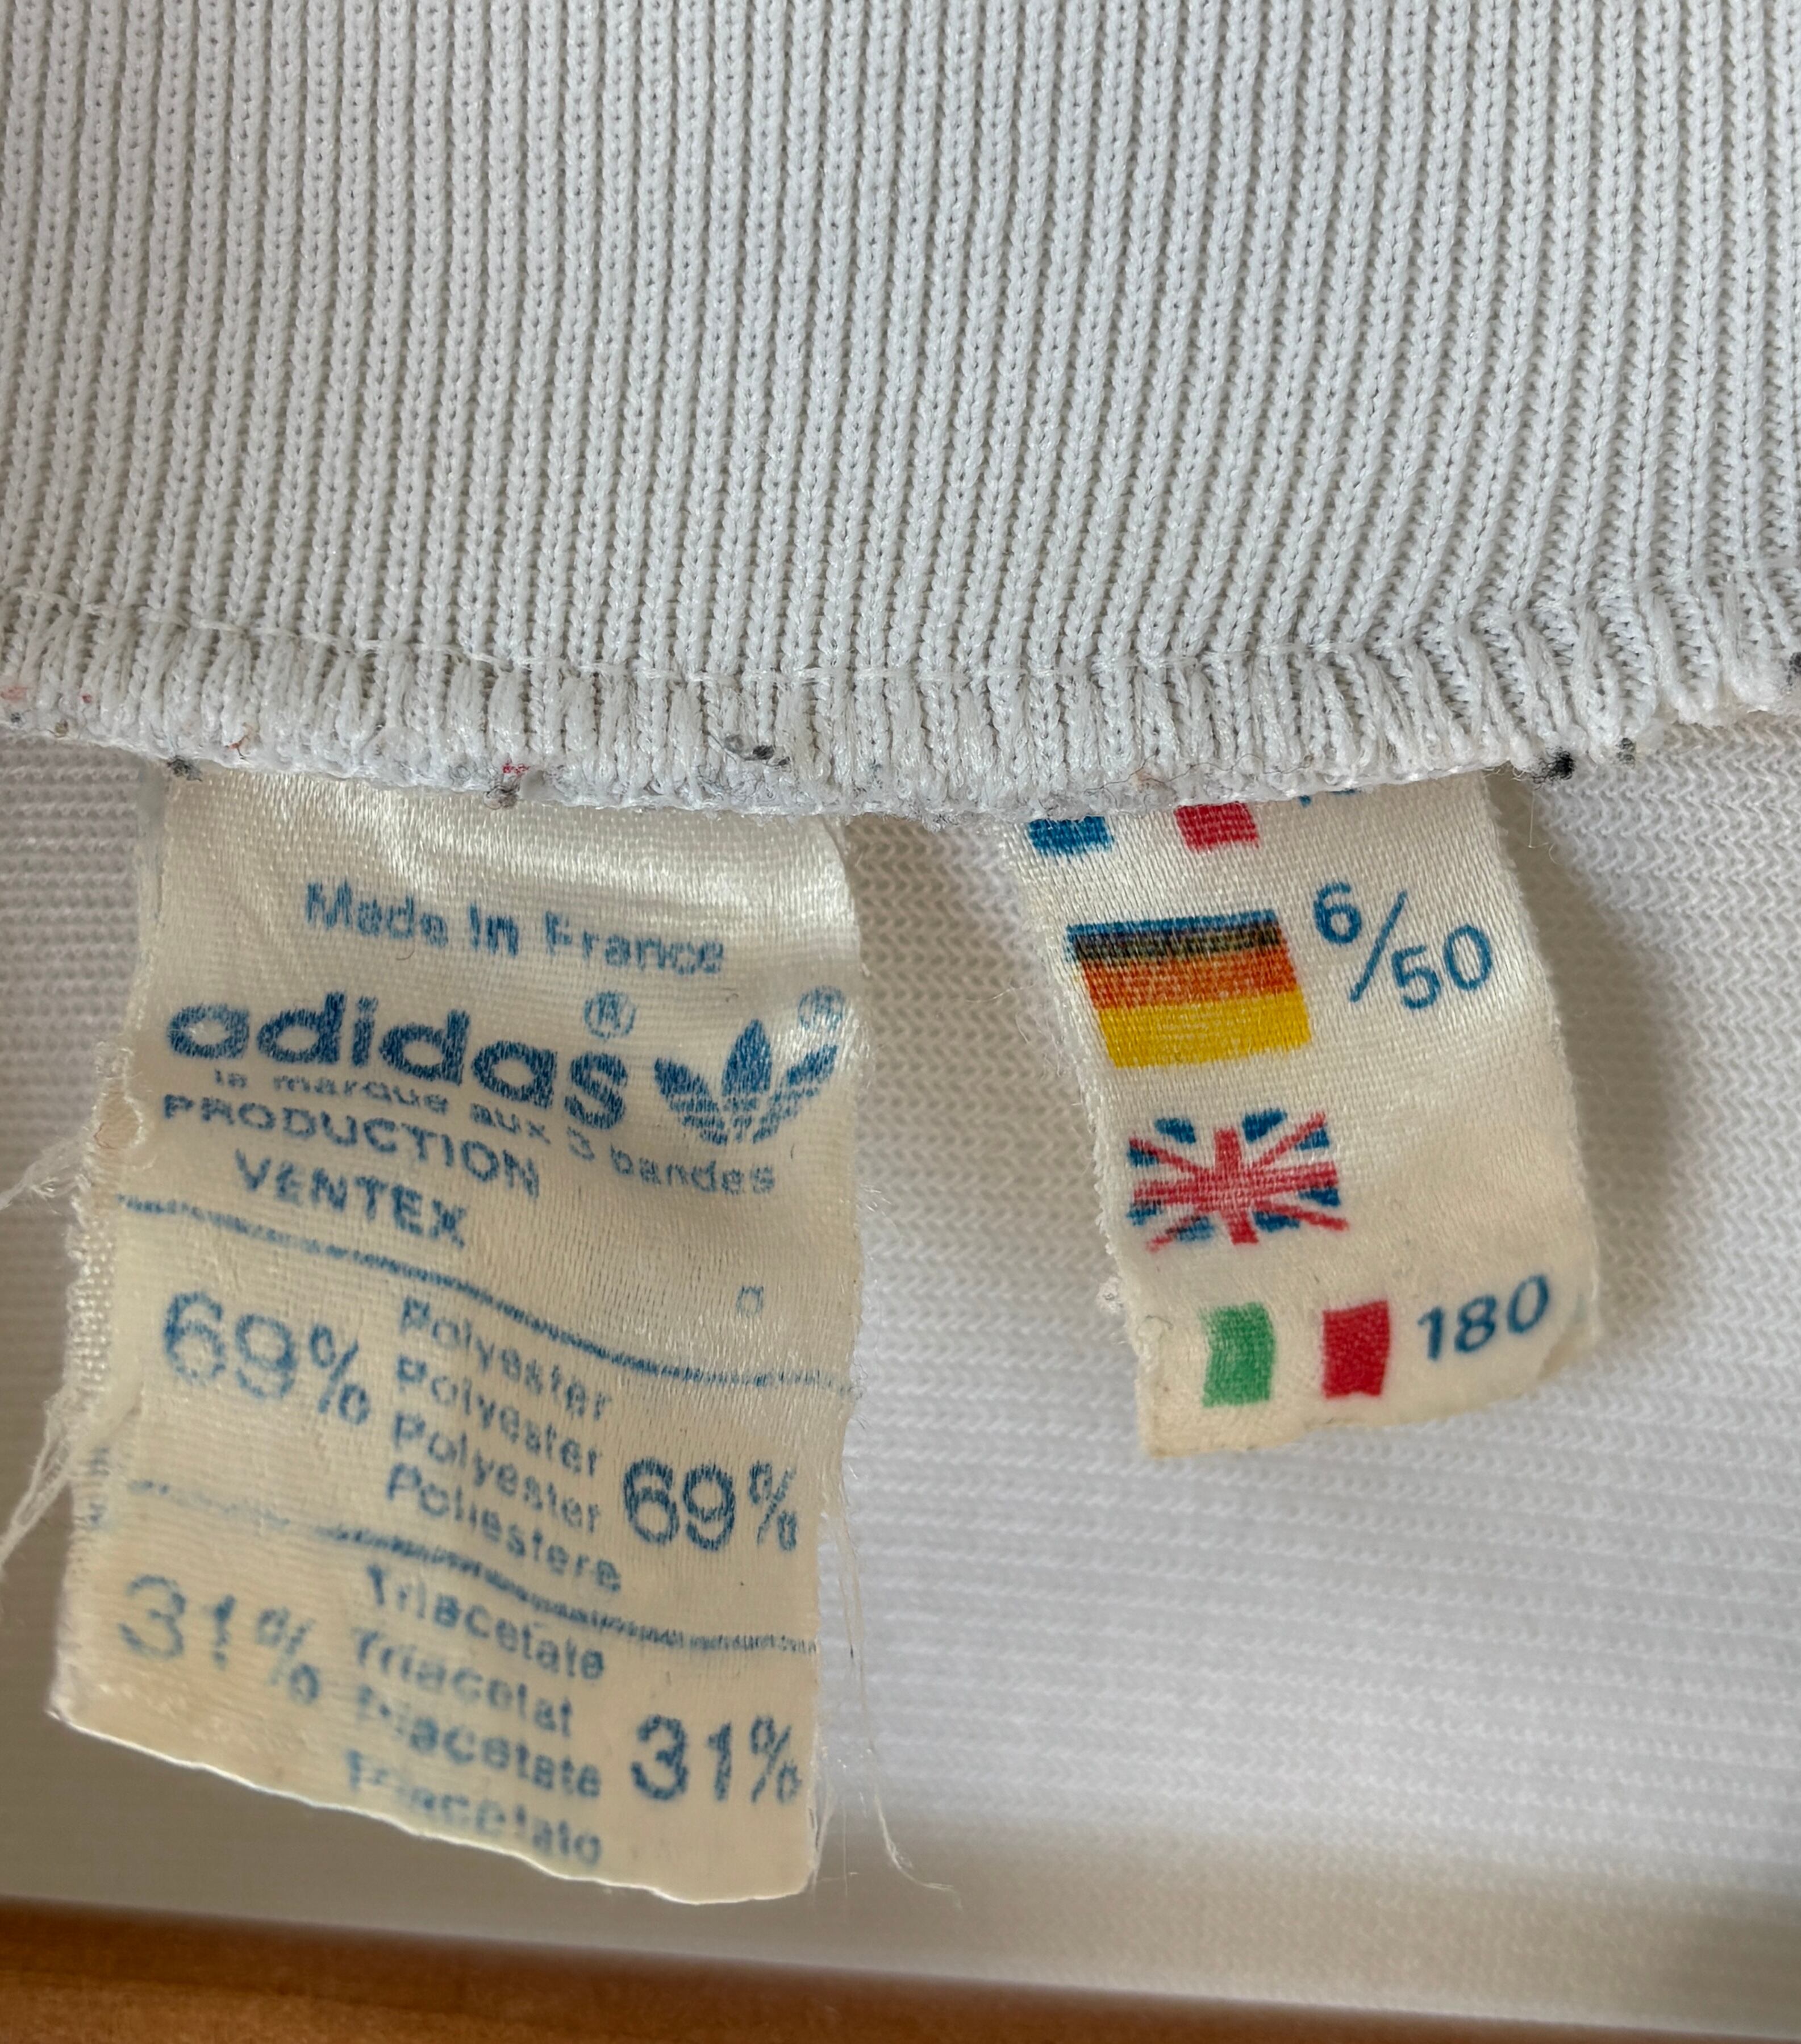 Made in France
adidas ®
®
la marque aux 3 bandes
PRODUCTION
VENTEX
69% Polyester
Polyester
Polyester 69%
Poliestere
31% Triacetate
Triacetat
Triacetate 31%
Triacetato
6/50
180